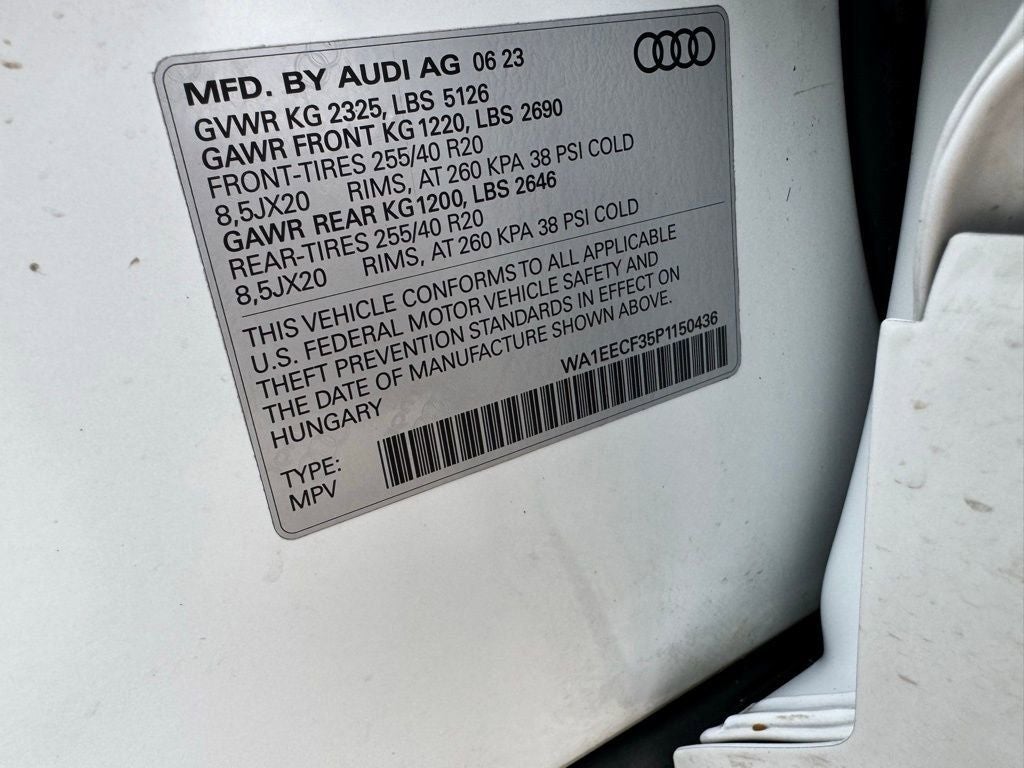 MFD. BY AUDI AG 06 23
GVWR KG 2325, LBS 5126
GAWR FRONT KG1220, LBS 2690
FRONT-TIRES 255/40 R20
8,5JX20 RIMS, AT 260 KPA 38 PSI COLD
GAWR REAR KG1200, LBS 2646
REAR-TIRES 255/40 R20
8,5JX20 RIMS, AT 260 KPA 38 PSI COLD
THIS VEHICLE CONFORMS TO ALL APPLICABLE
U.S. FEDERAL MOTOR VEHICLE SAFETY AND
THEFT PREVENTION STANDARDS IN EFFECT ON
THE DATE OF MANUFACTURE SHOWN ABOVE.
HUNGARY
WA1EECF35P1150436
TYPE:
MPV